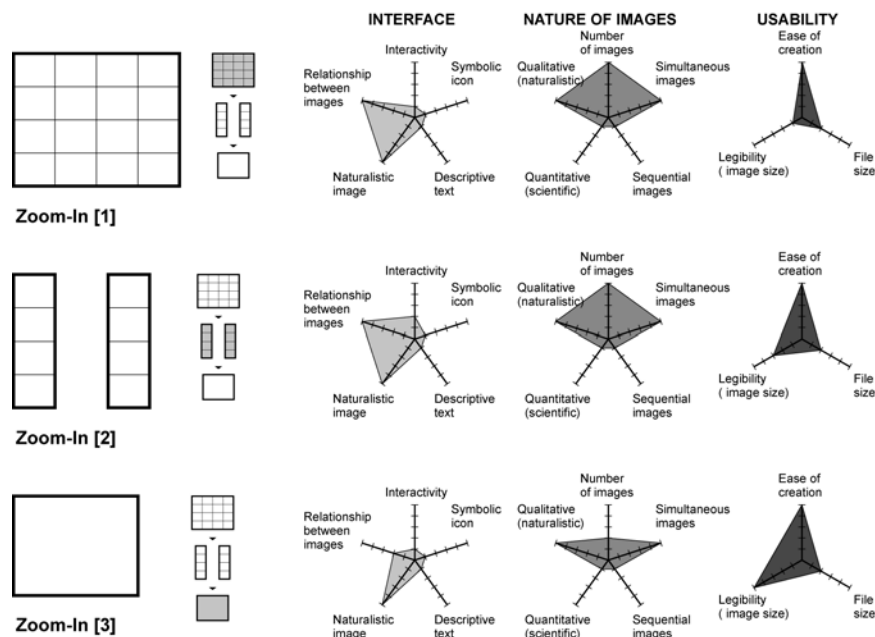 INTERFACE
NATURE OF IMAGES
USABILITY
Interactivity
Relationship
between
images
Symbolic
icon
Naturalistic
image
Descriptive
text
Number
of images
Qualitative
(naturalistic)
Simultaneous
images
Quantitative
(scientific)
Sequential
images
Ease of
creation
Legibility
( image size)
File
size
Zoom-In [1]
Interactivity
Relationship
between
images
Symbolic
icon
Naturalistic
image
Descriptive
text
Number
of images
Qualitative
(naturalistic)
Simultaneous
images
Quantitative
(scientific)
Sequential
images
Ease of
creation
Legibility
( image size)
File
size
Zoom-In [2]
Interactivity
Relationship
between
images
Symbolic
icon
Naturalistic
image
Descriptive
text
Number
of images
Qualitative
(naturalistic)
Simultaneous
images
Quantitative
(scientific)
Sequential
images
Ease of
creation
Legibility
( image size)
File
size
Zoom-In [3]